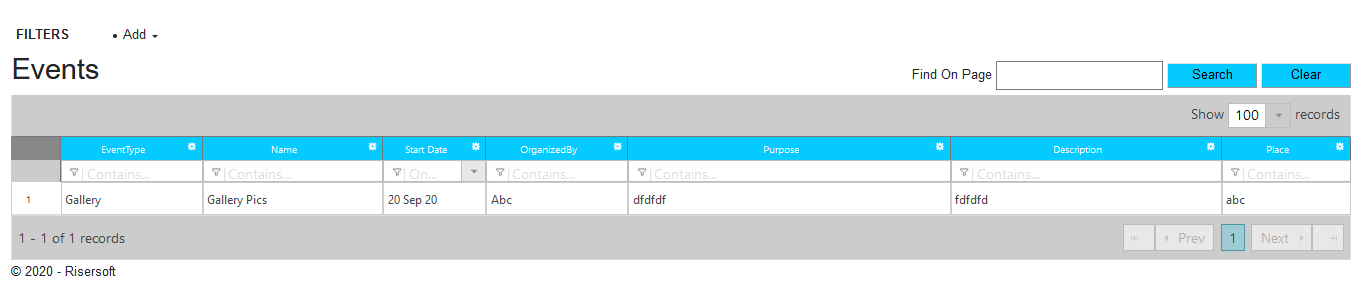 FILTERS • Add
Events
Find On Page Search Clear
Show 100 records
EventType Name Start Date OrganizedBy Purpose Description Place
Contains... Contains... On... Contains... Contains... Contains... Contains...
1 Gallery Gallery Pics 20 Sep 20 Abc dfdfdf fdfdfd abc
1 - 1 of 1 records Prev 1 Next
© 2020 - Risersoft